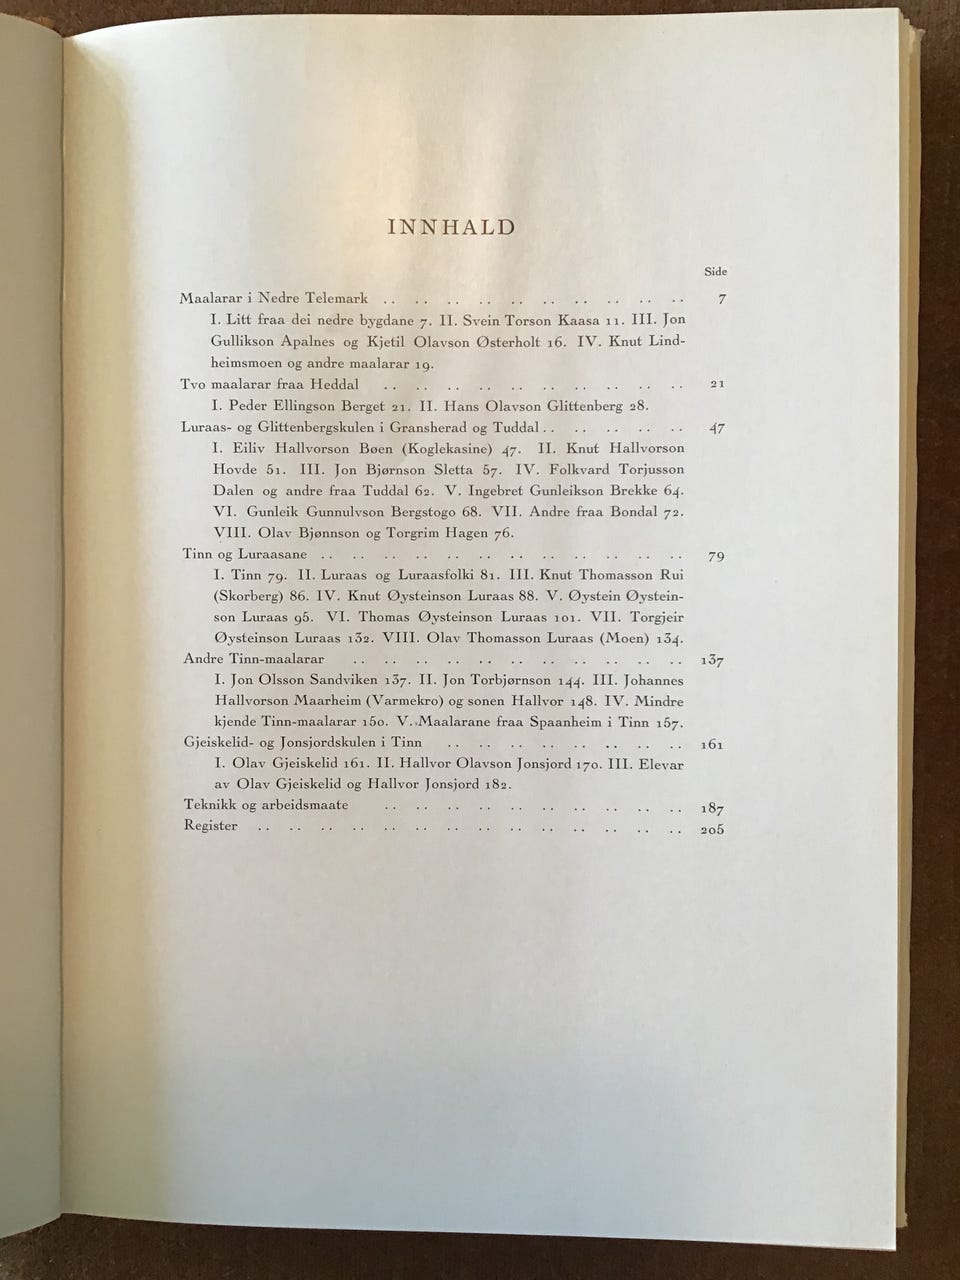 INNHALD
Side
Maalarar i Nedre Telemark .. .. .. .. .. .. .. .. .. .. 7
I. Litt fraa dei nedre bygdane 7. II. Svein Torson Kaasa 11. III. Jon
Gullikson Apalnes og Kjetil Olavson Østerholt 16. IV. Knut Lind-
heimsmoen og andre maalarar 19.
Tvo maalarar fraa Heddal .. .. .. .. .. .. .. .. .. .. 21
I. Peder Ellingson Berget 21. II. Hans Olavson Glittenberg 28.
Luraas- og Glittenbergskulen i Gransherad og Tuddal .. .. .. .. .. 47
I. Eiliv Hallvorson Bøen (Koglekasine) 47. II. Knut Hallvorson
Hovde 51. III. Jon Bjørnson Sletta 57. IV. Folkvard Torjusson
Dalen og andre fraa Tuddal 62. V. Ingebret Gunleikson Brekke 64.
VI. Gunleik Gunnulvson Bergstogo 68. VII. Andre fraa Bondal 72.
VIII. Olav Bjønnson og Torgrim Hagen 76.
Tinn og Luraasane .. .. .. .. .. .. .. .. .. .. .. .. 79
I. Tinn 79. II. Luraas og Luraasfolki 81. III. Knut Thomasson Rui
(Skorberg) 86. IV. Knut Øysteinson Luraas 88. V. Øystein Øystein-
son Luraas 95. VI. Thomas Øysteinson Luraas 101. VII. Torgjeir
Øysteinson Luraas 132. VIII. Olav Thomasson Luraas (Moen) 134.
Andre Tinn-maalarar .. .. .. .. .. .. .. .. .. .. .. 137
I. Jon Olsson Sandviken 137. II. Jon Torbjørnson 144. III. Johannes
Hallvorson Maarheim (Varmekro) og sonen Hallvor 148. IV. Mindre
kjende Tinn-maalarar 150. V. Maalarane fraa Spaanheim i Tinn 157.
Gjeiskelid- og Jonsjordskulen i Tinn .. .. .. .. .. .. .. .. 161
I. Olav Gjeiskelid 161. II. Hallvor Olavson Jonsjord 170. III. Elevar
av Olav Gjeiskelid og Hallvor Jonsjord 182.
Teknikk og arbeidsmaate .. .. .. .. .. .. .. .. .. .. 187
Register .. .. .. .. .. .. .. .. .. .. .. .. .. .. 205